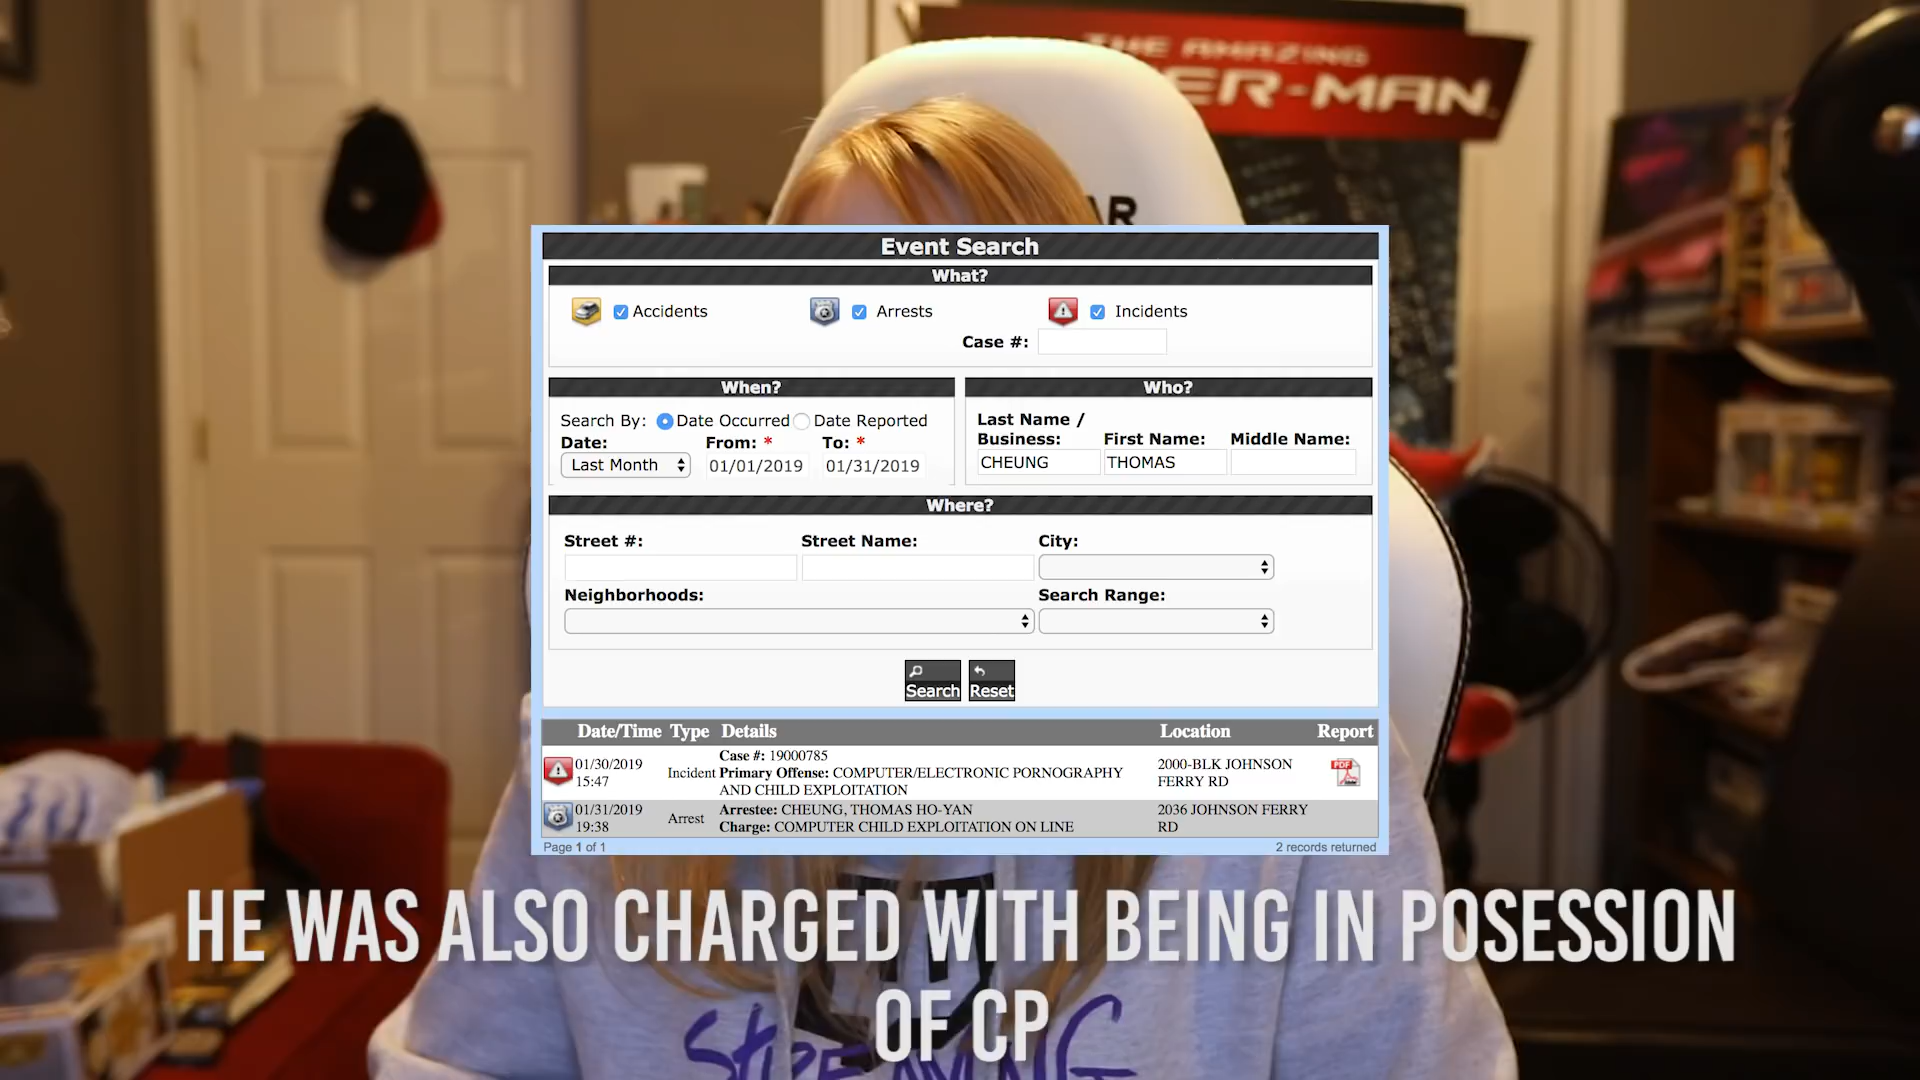 THE AMAZING
ER-MAN
AR
Event Search
What?
Accidents
Arrests
Incidents
Case #:
When?
Search By: Date Occurred Date Reported
Date: From: * To: *
Last Month 01/01/2019 01/31/2019
Who?
Last Name /
Business: First Name: Middle Name:
CHEUNG THOMAS
Where?
Street #: Street Name: City:
Neighborhoods: Search Range:
Search Reset
Date/Time Type Details Location Report
01/30/2019
15:47
Incident
Case #: 19000785
Primary Offense: COMPUTER/ELECTRONIC PORNOGRAPHY
AND CHILD EXPLOITATION
2000-BLK JOHNSON
FERRY RD
PDF
01/31/2019
19:38
Arrest
Arrestee: CHEUNG, THOMAS HO-YAN
Charge: COMPUTER CHILD EXPLOITATION ON LINE
2036 JOHNSON FERRY
RD
Page 1 of 1
2 records returned
HE WAS ALSO CHARGED WITH BEING IN POSESSION
OF CP